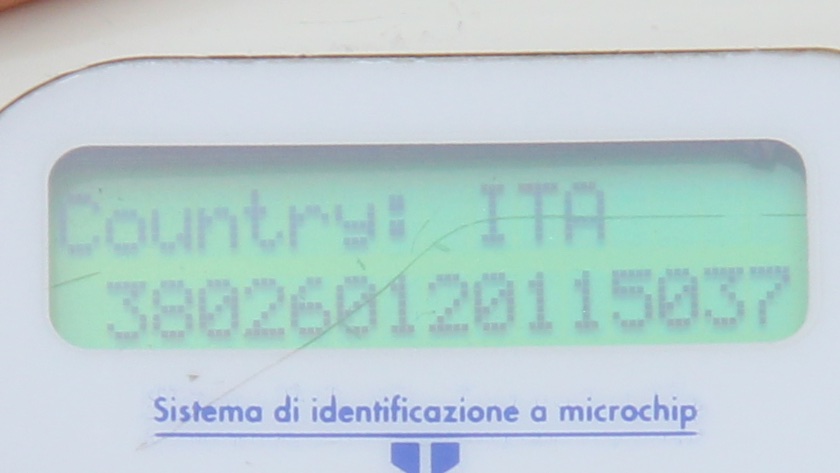 Country: ITA
380260120115037
Sistema di identificazione a microchip